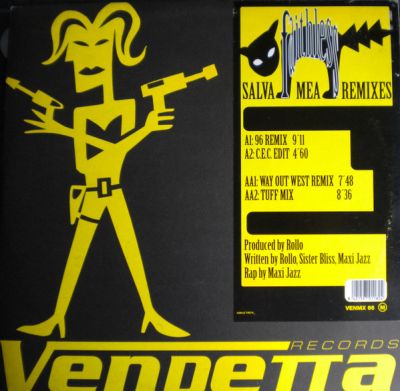 faithless
SALVA MEA REMIXES
A1: 96 REMIX 9´11
A2: C.E.C. EDIT 4´60
AA1: WAY OUT WEST REMIX 7´48
AA2: TUFF MIX 8´36
Produced by Rollo
Written by Rollo, Sister Bliss, Maxi Jazz
Rap by Maxi Jazz
VENMX 66 M
RECORDS
Vendetta